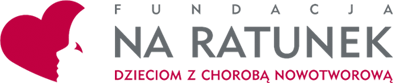 FUNDACJA
NA RATUNEK
DZIECIOM Z CHOROBĄ NOWOTWOROWĄ